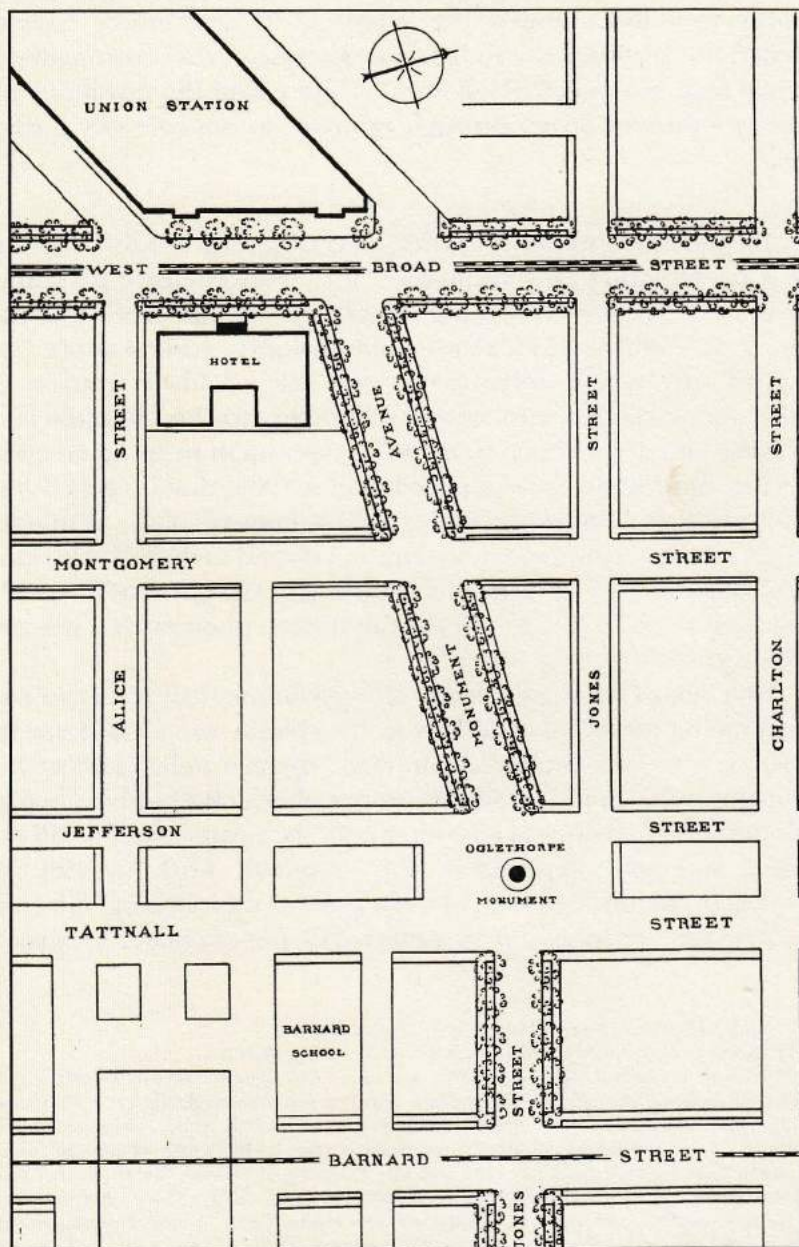 UNION STATION
WEST BROAD STREET
HOTEL
STREET
AVENUE
STREET
STREET
MONTGOMERY STREET
ALICE
MONUMENT
JONES
CHARLTON
JEFFERSON STREET
OGLETHORPE
MONUMENT
TATTNALL STREET
BARNARD
SCHOOL
STREET
BARNARD STREET
JONES